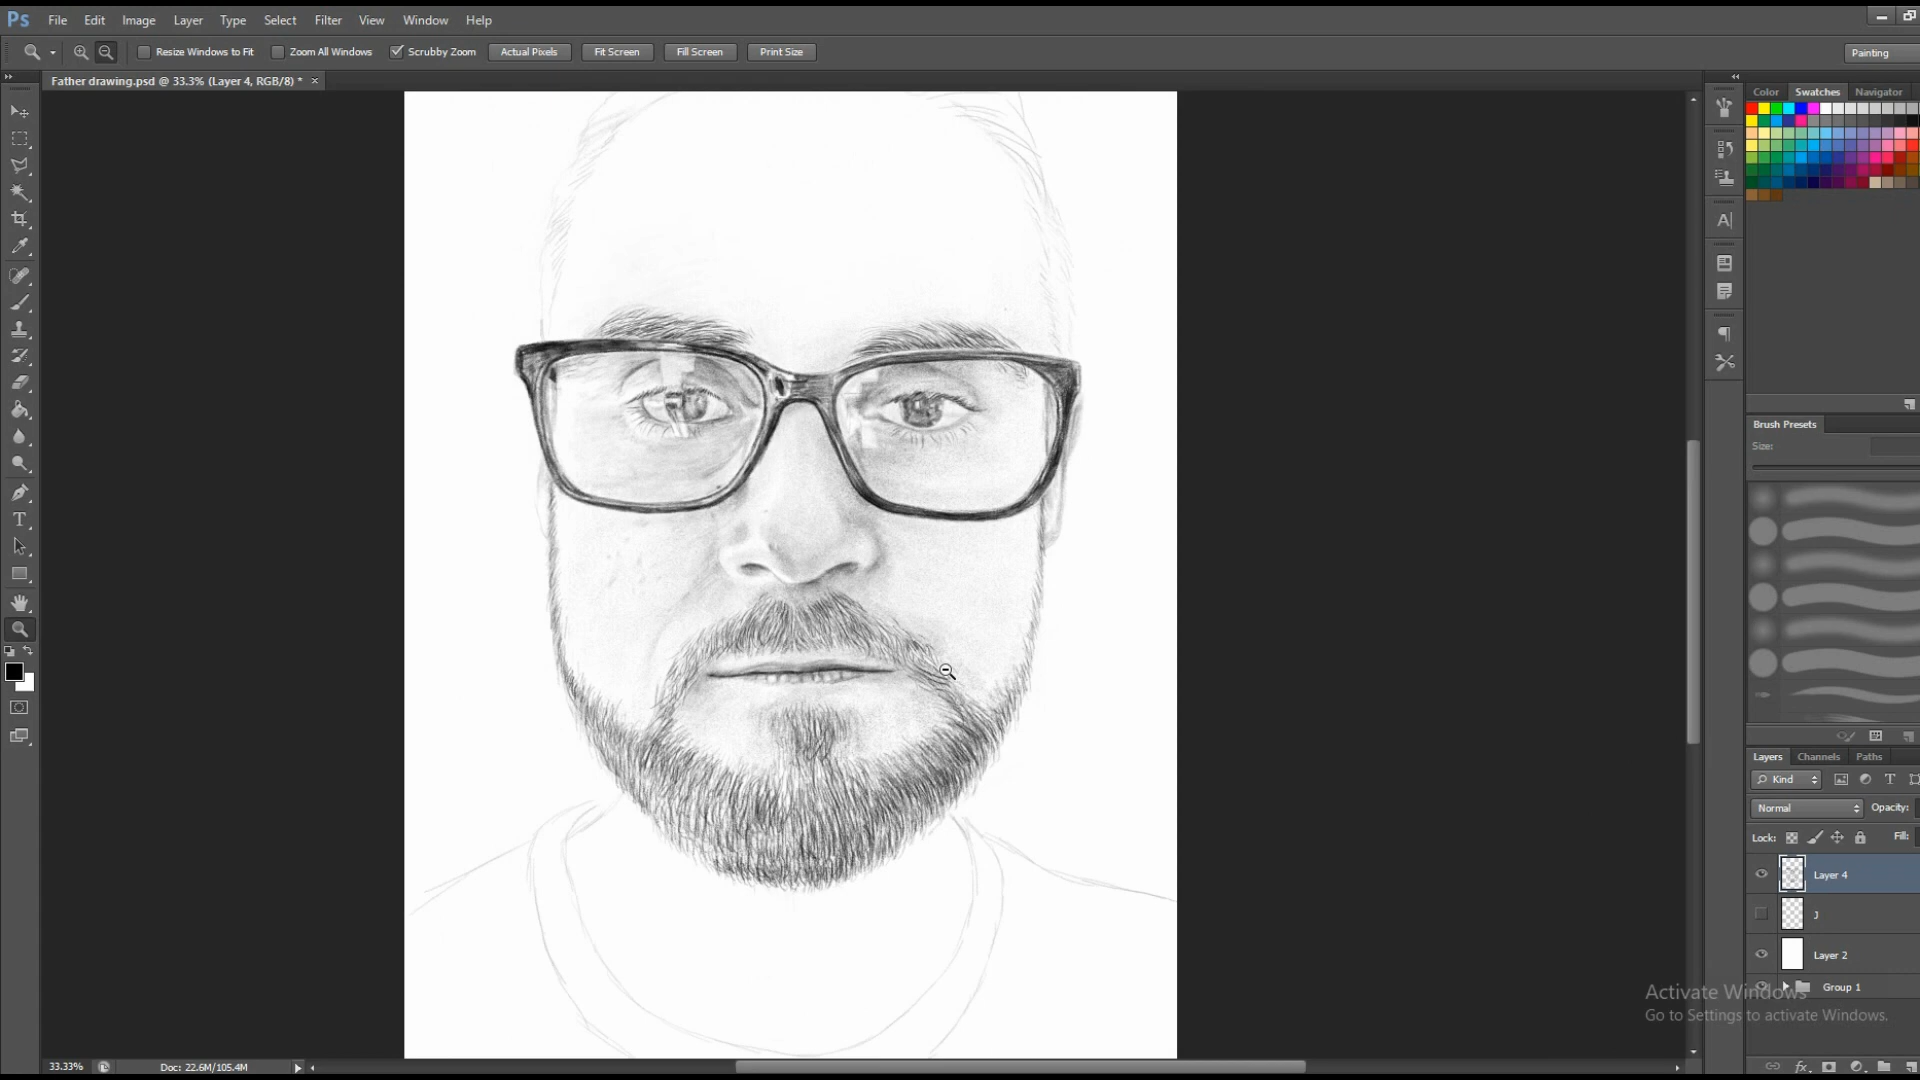 Ps File Edit Image Layer Type Select Filter View Window Help
Resize Windows to Fit Zoom All Windows Scrubby Zoom Actual Pixels Fit Screen Fill Screen Print Size Painting
Father drawing.psd @ 33.3% (Layer 4, RGB/8) * ×
Color Swatches Navigator
Brush Presets
Size:
Layers Channels Paths
Kind
Normal Opacity:
Lock: Fill:
Layer 4
J
Layer 2
Group 1
Activate Windows
Go to Settings to activate Windows.
33.33% Doc: 22.6M/105.4M